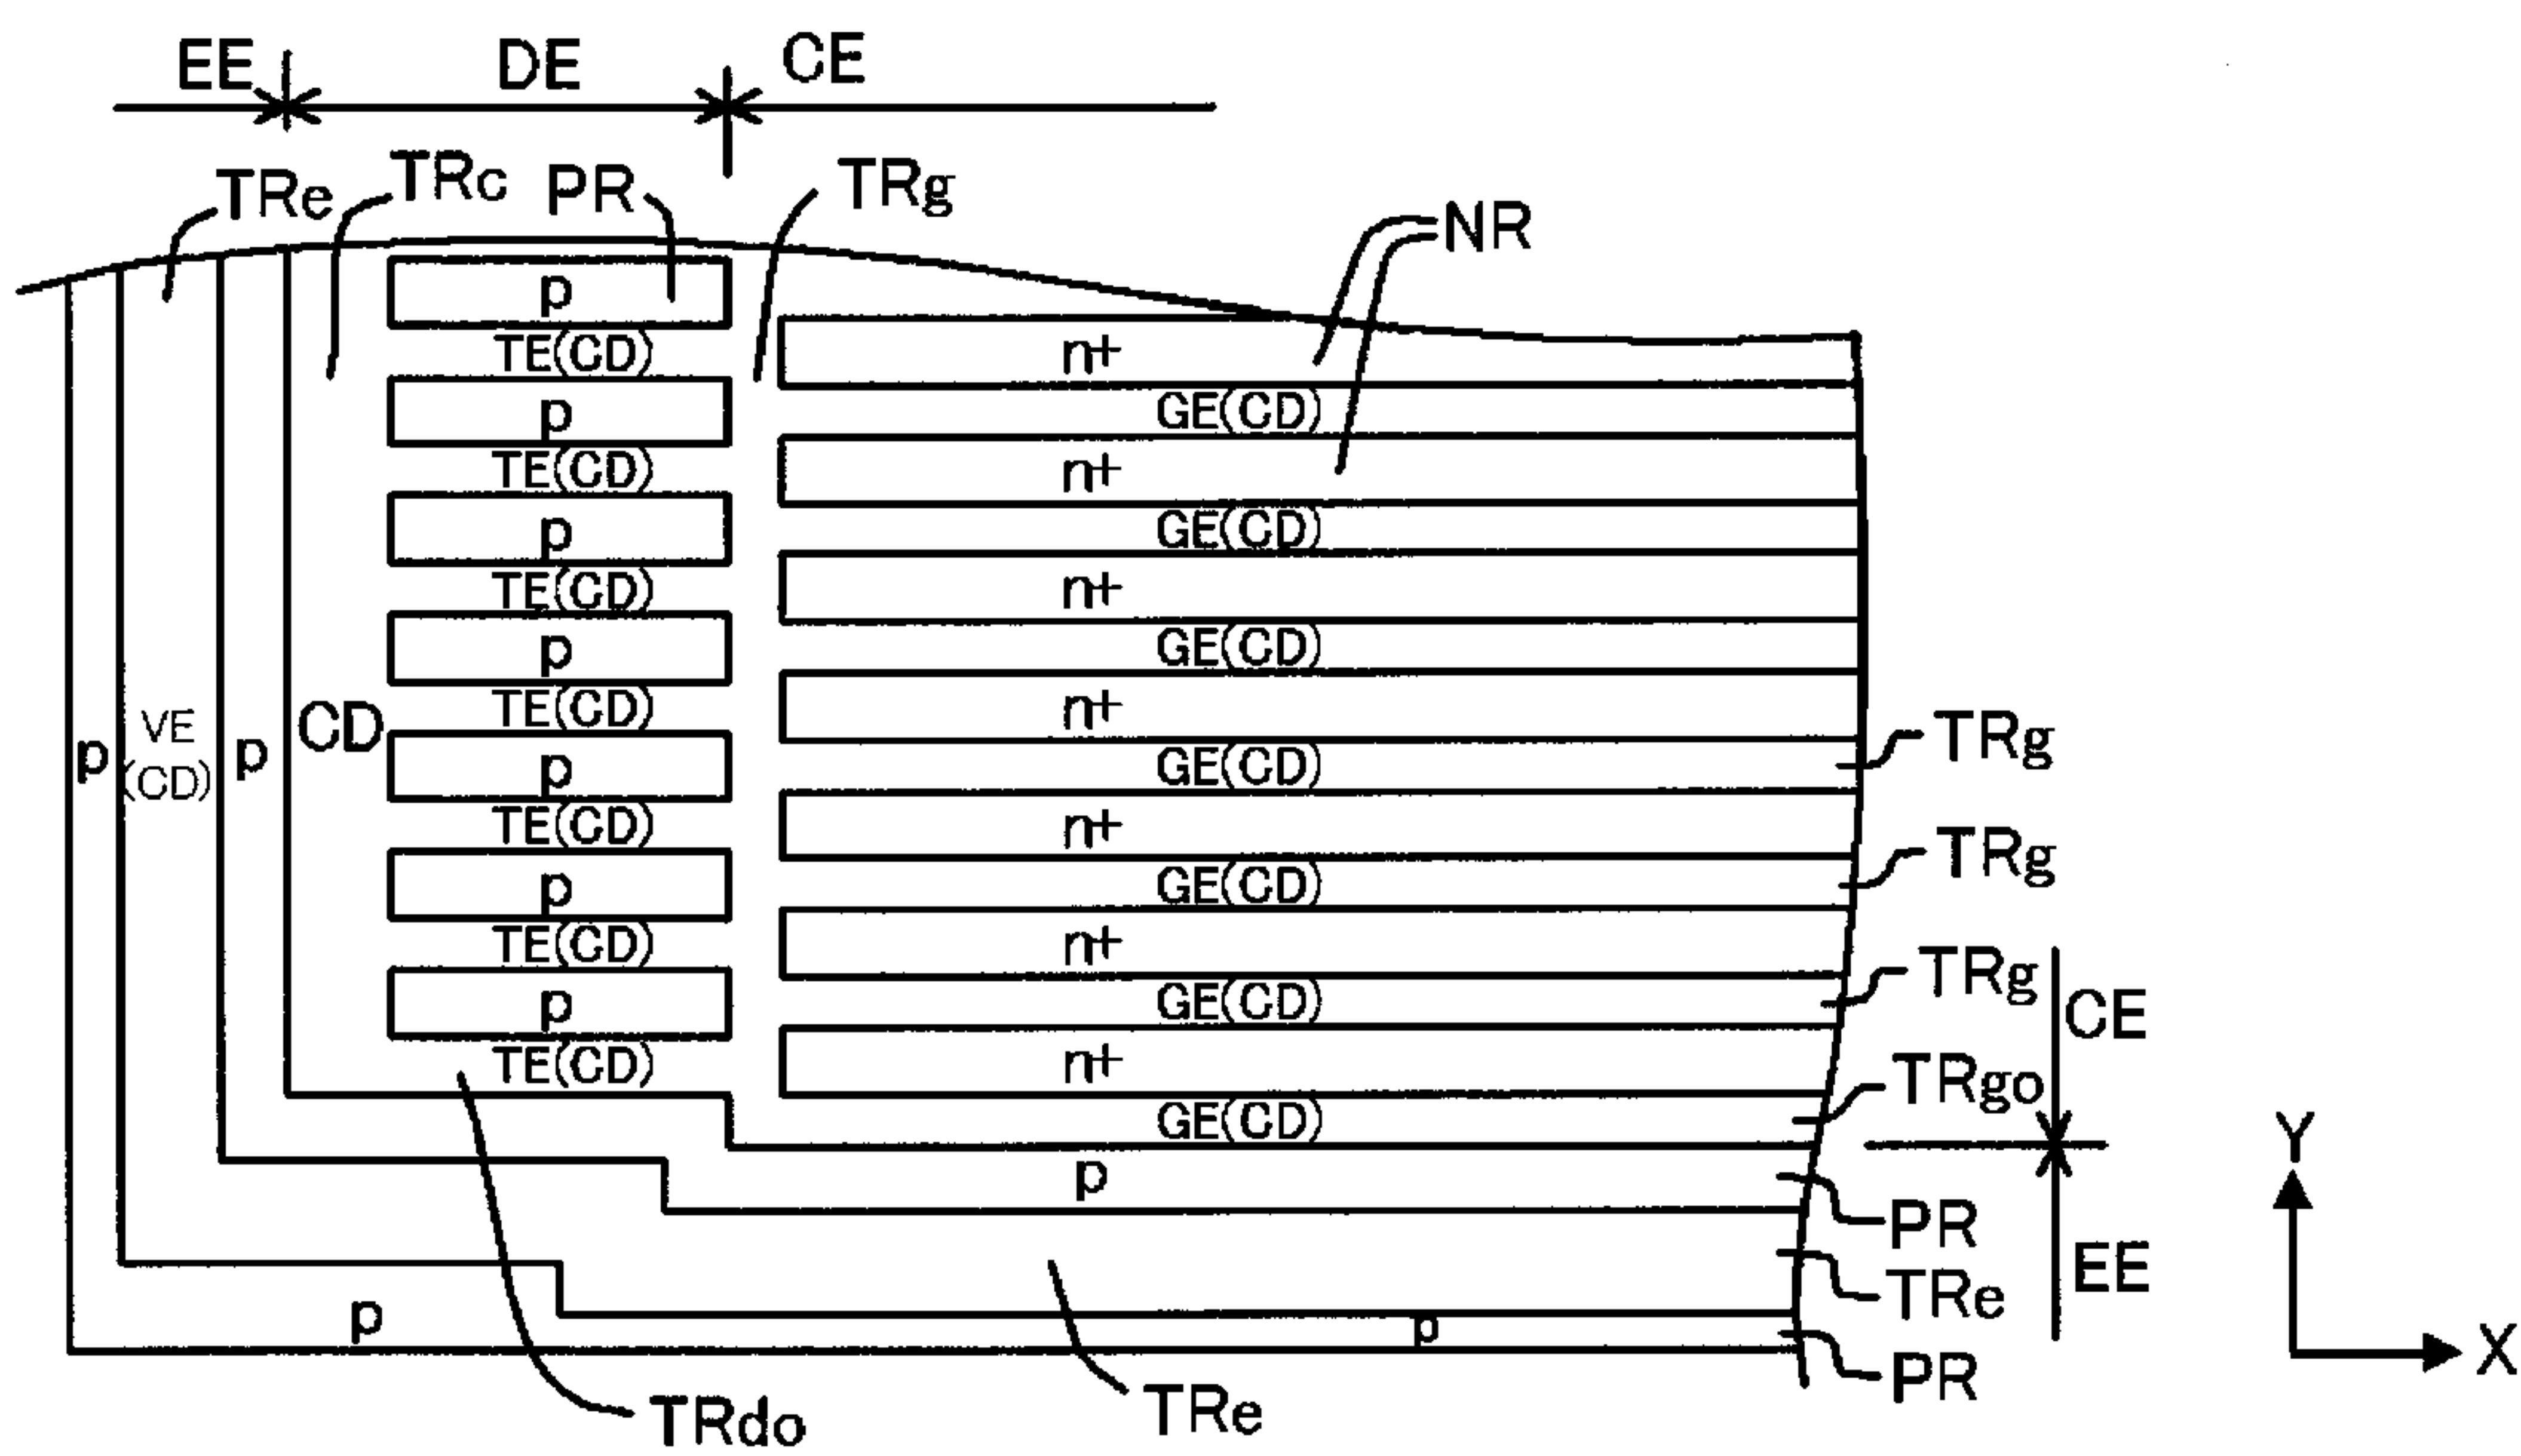 EE DE CE
TRe TRc PR TRg
NR
p
TE(CD) n+
p GE(CD)
TE(CD) n+
p GE(CD)
TE(CD) n+
p GE(CD)
TE(CD) n+
p VE (CD) p CD
p GE(CD) TRg
TE(CD) n+
p GE(CD) TRg
TE(CD) n+
p GE(CD) TRg
CE
TE(CD) n+ TRgo
GE(CD)
Y
p PR
EE
TRe
p p
X
PR
TRdo TRe